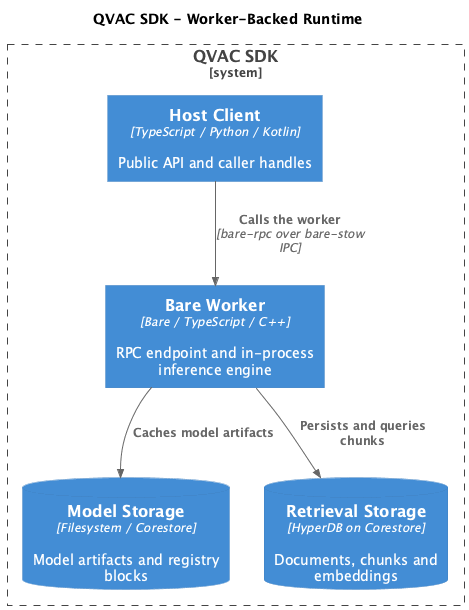 QVAC SDK – Worker-Backed Runtime
QVAC SDK
[system]
Host Client
[TypeScript / Python / Kotlin]
Public API and caller handles
Calls the worker
[bare-rpc over bare-stow
IPC]
Bare Worker
[Bare / TypeScript / C++]
RPC endpoint and in-process
inference engine
Caches model artifacts
Persists and queries
chunks
Model Storage
[Filesystem / Corestore]
Model artifacts and registry
blocks
Retrieval Storage
[HyperDB on Corestore]
Documents, chunks and
embeddings